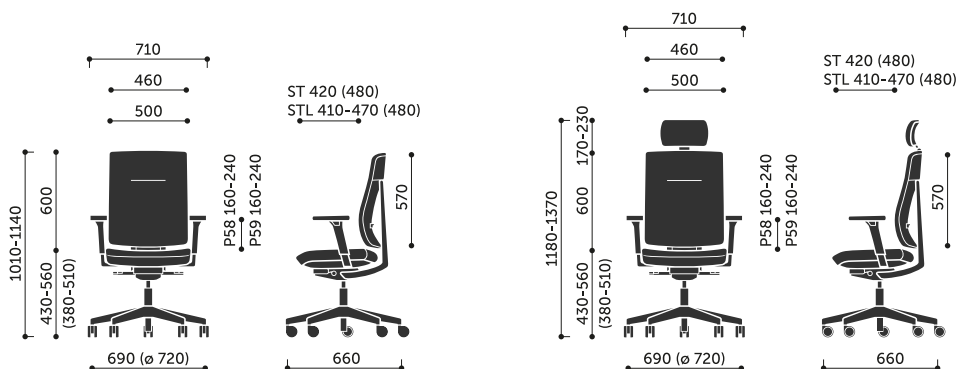 710
460
500
ST 420 (480)
STL 410-470 (480)
1010-1140
600
430-560
(380-510)
P58 160-240
P59 160-240
570
690 (ø 720)
660
710
460
500
ST 420 (480)
STL 410-470 (480)
170-230
1180-1370
600
430-560
(380-510)
P58 160-240
P59 160-240
570
690 (ø 720)
660